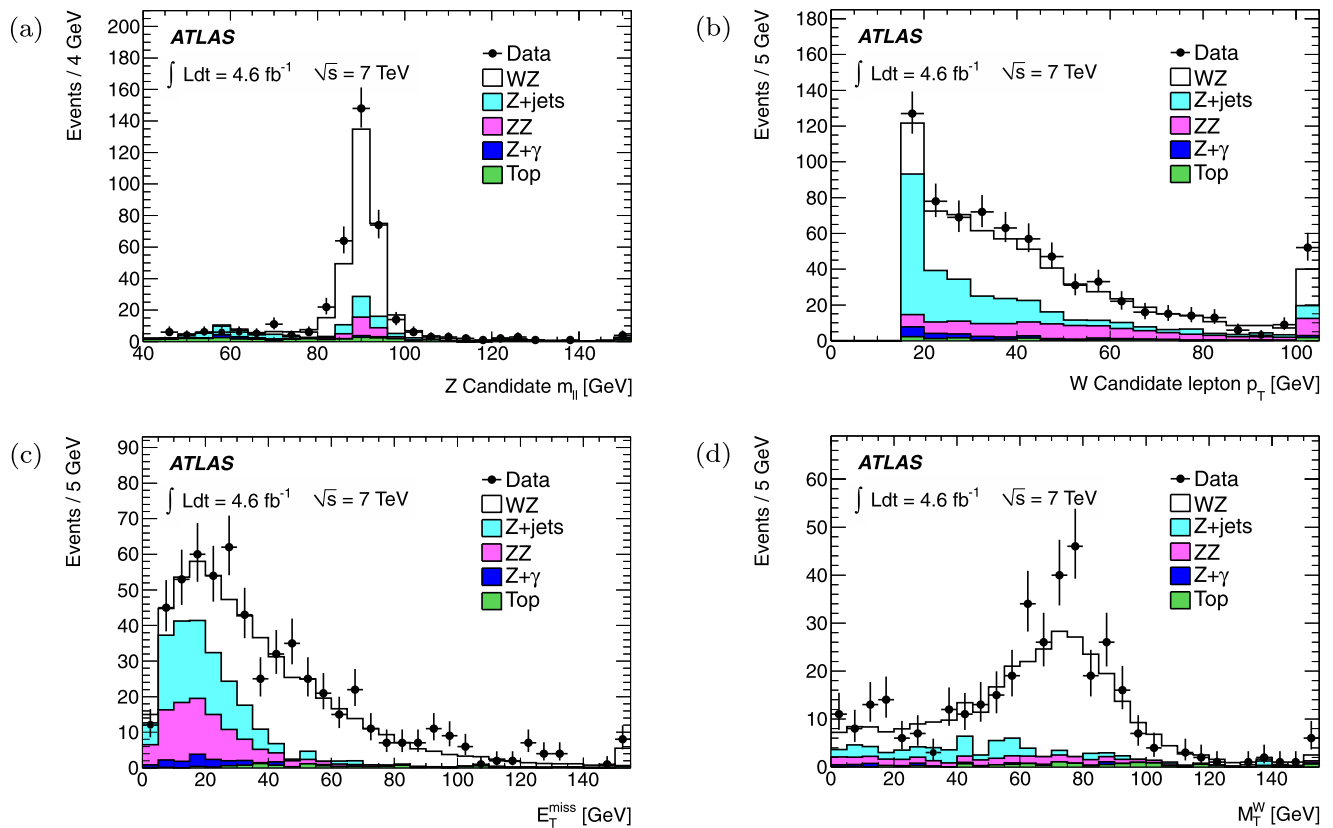 (a)
Events / 4 GeV
ATLAS
∫ Ldt = 4.6 fb-1 √s = 7 TeV
Data
WZ
Z+jets
ZZ
Z+γ
Top
200
180
160
140
120
100
80
60
40
20
0
40 60 80 100 120 140
Z Candidate mll [GeV]
(b)
Events / 5 GeV
ATLAS
∫ Ldt = 4.6 fb-1 √s = 7 TeV
Data
WZ
Z+jets
ZZ
Z+γ
Top
180
160
140
120
100
80
60
40
20
0
0 20 40 60 80 100
W Candidate lepton pT [GeV]
(c)
Events / 5 GeV
ATLAS
∫ Ldt = 4.6 fb-1 √s = 7 TeV
Data
WZ
Z+jets
ZZ
Z+γ
Top
90
80
70
60
50
40
30
20
10
0
0 20 40 60 80 100 120 140
ETmiss [GeV]
(d)
Events / 5 GeV
ATLAS
∫ Ldt = 4.6 fb-1 √s = 7 TeV
Data
WZ
Z+jets
ZZ
Z+γ
Top
60
50
40
30
20
10
0
0 20 40 60 80 100 120 140
MTW [GeV]